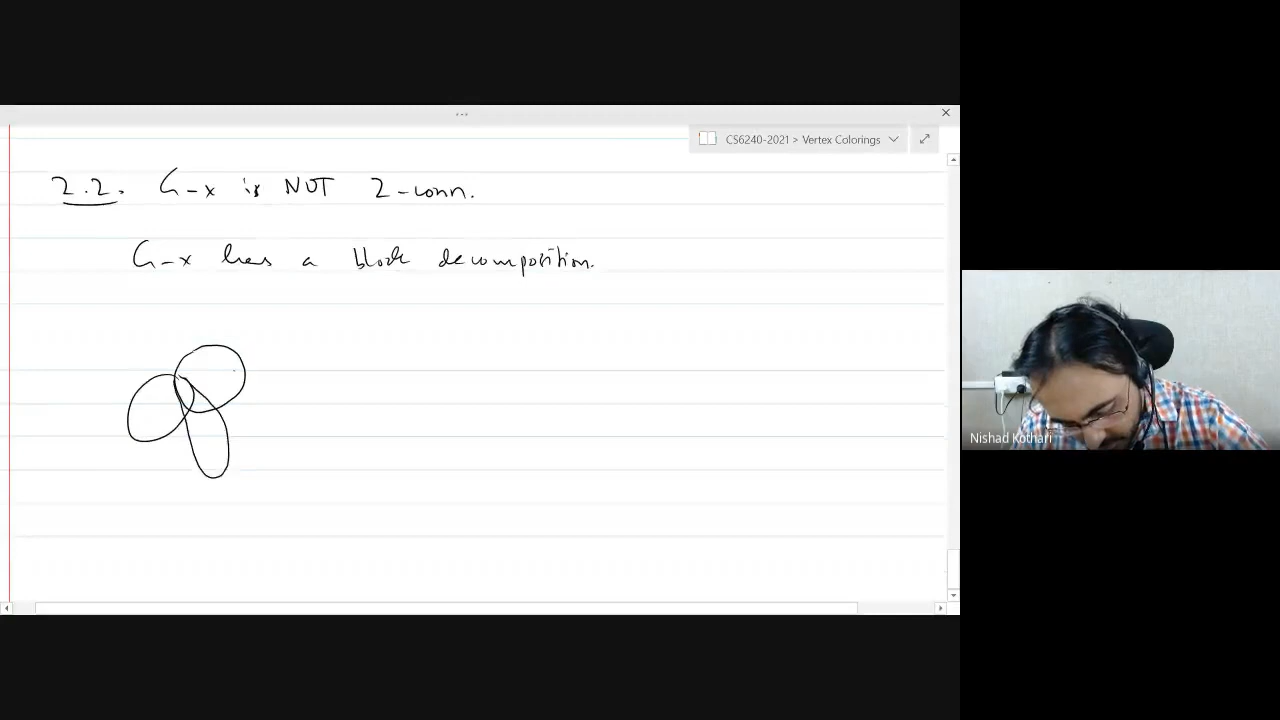 CS6240-2021 > Vertex Colorings
2.2. G-x is NOT 2-conn.
G-x has a block decomposition.
Nishad Kothari